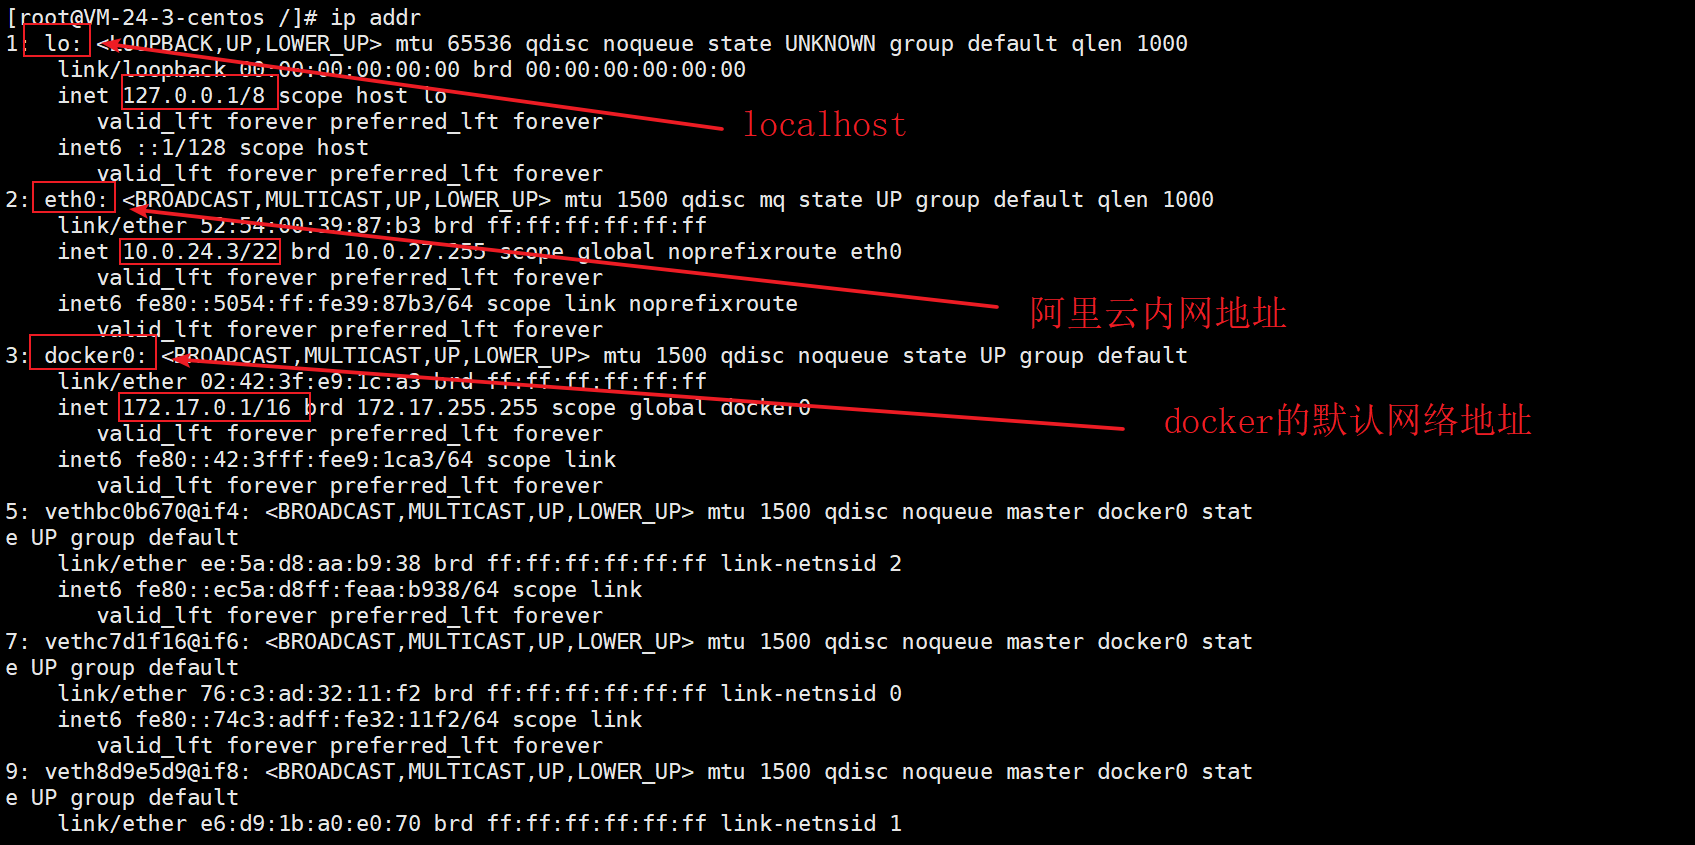 [root@VM-24-3-centos /]# ip addr
1: lo: <LOOPBACK,UP,LOWER_UP> mtu 65536 qdisc noqueue state UNKNOWN group default qlen 1000
link/loopback 00:00:00:00:00:00 brd 00:00:00:00:00:00
inet 127.0.0.1/8 scope host lo
valid_lft forever preferred_lft forever
localhost
inet6 ::1/128 scope host
valid_lft forever preferred_lft forever
2: eth0: <BROADCAST,MULTICAST,UP,LOWER_UP> mtu 1500 qdisc mq state UP group default qlen 1000
link/ether 52:54:00:39:87:b3 brd ff:ff:ff:ff:ff:ff
inet 10.0.24.3/22 brd 10.0.27.255 scope global noprefixroute eth0
valid_lft forever preferred_lft forever
inet6 fe80::5054:ff:fe39:87b3/64 scope link noprefixroute
阿里云内网地址
valid_lft forever preferred_lft forever
3: docker0: <BROADCAST,MULTICAST,UP,LOWER_UP> mtu 1500 qdisc noqueue state UP group default
link/ether 02:42:3f:e9:1c:a3 brd ff:ff:ff:ff:ff:ff
inet 172.17.0.1/16 brd 172.17.255.255 scope global docker0
docker的默认网络地址
valid_lft forever preferred_lft forever
inet6 fe80::42:3fff:fee9:1ca3/64 scope link
valid_lft forever preferred_lft forever
5: vethbc0b670@if4: <BROADCAST,MULTICAST,UP,LOWER_UP> mtu 1500 qdisc noqueue master docker0 stat
e UP group default
link/ether ee:5a:d8:aa:b9:38 brd ff:ff:ff:ff:ff:ff link-netnsid 2
inet6 fe80::ec5a:d8ff:feaa:b938/64 scope link
valid_lft forever preferred_lft forever
7: vethc7d1f16@if6: <BROADCAST,MULTICAST,UP,LOWER_UP> mtu 1500 qdisc noqueue master docker0 stat
e UP group default
link/ether 76:c3:ad:32:11:f2 brd ff:ff:ff:ff:ff:ff link-netnsid 0
inet6 fe80::74c3:adff:fe32:11f2/64 scope link
valid_lft forever preferred_lft forever
9: veth8d9e5d9@if8: <BROADCAST,MULTICAST,UP,LOWER_UP> mtu 1500 qdisc noqueue master docker0 stat
e UP group default
link/ether e6:d9:1b:a0:e0:70 brd ff:ff:ff:ff:ff:ff link-netnsid 1